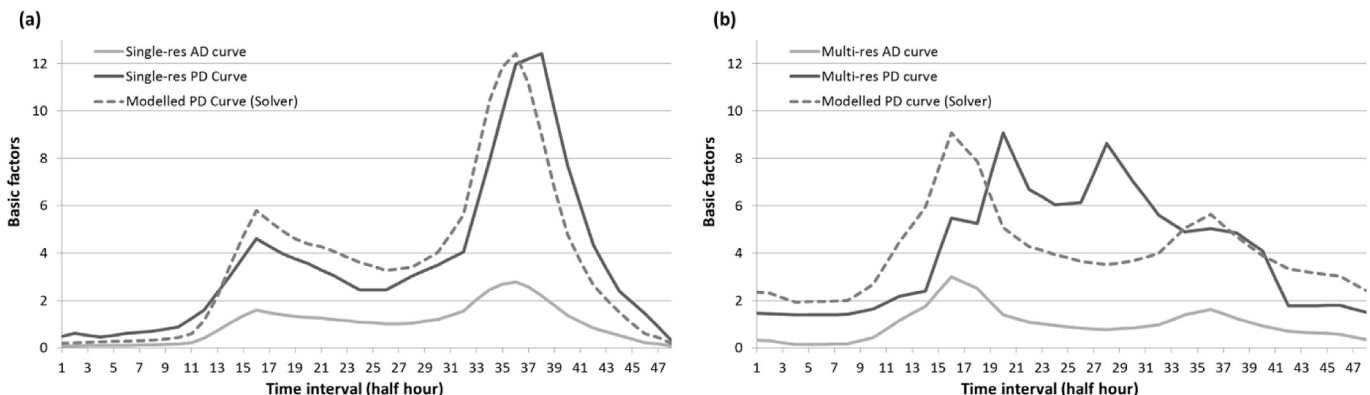 (a)
Single-res AD curve
Single-res PD Curve
Modelled PD Curve (Solver)
Basic factors
12
10
8
6
4
2
0
1 3 5 7 9 11 13 15 17 19 21 23 25 27 29 31 33 35 37 39 41 43 45 47
Time interval (half hour)
(b)
Multi-res AD curve
Multi-res PD curve
Modelled PD curve (Solver)
Basic factors
12
10
8
6
4
2
0
1 3 5 7 9 11 13 15 17 19 21 23 25 27 29 31 33 35 37 39 41 43 45 47
Time interval (half hour)